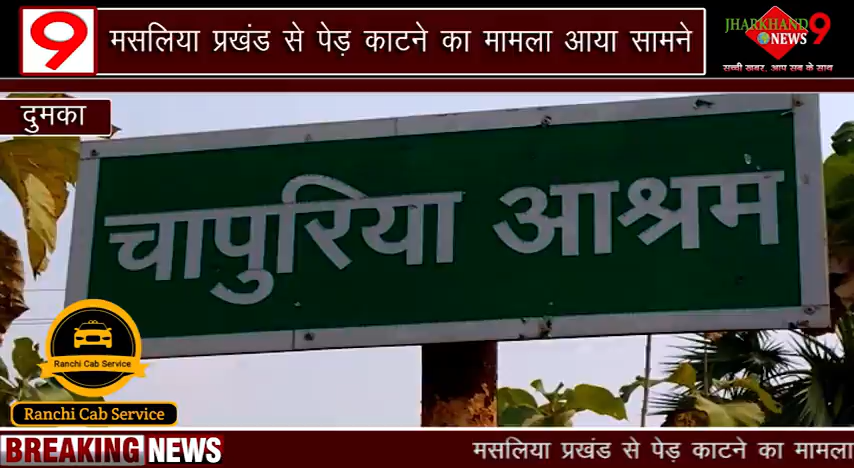 9
मसलिया प्रखंड से पेड़ काटने का मामला आया सामने
JHARKHAND 9
NEWS
सच्ची खबर, आप सब के साथ
दुमका
चापुरिया आश्रम
Ranchi Cab Service
Ranchi Cab Service
BREAKING NEWS
मसलिया प्रखंड से पेड़ काटने का मामला